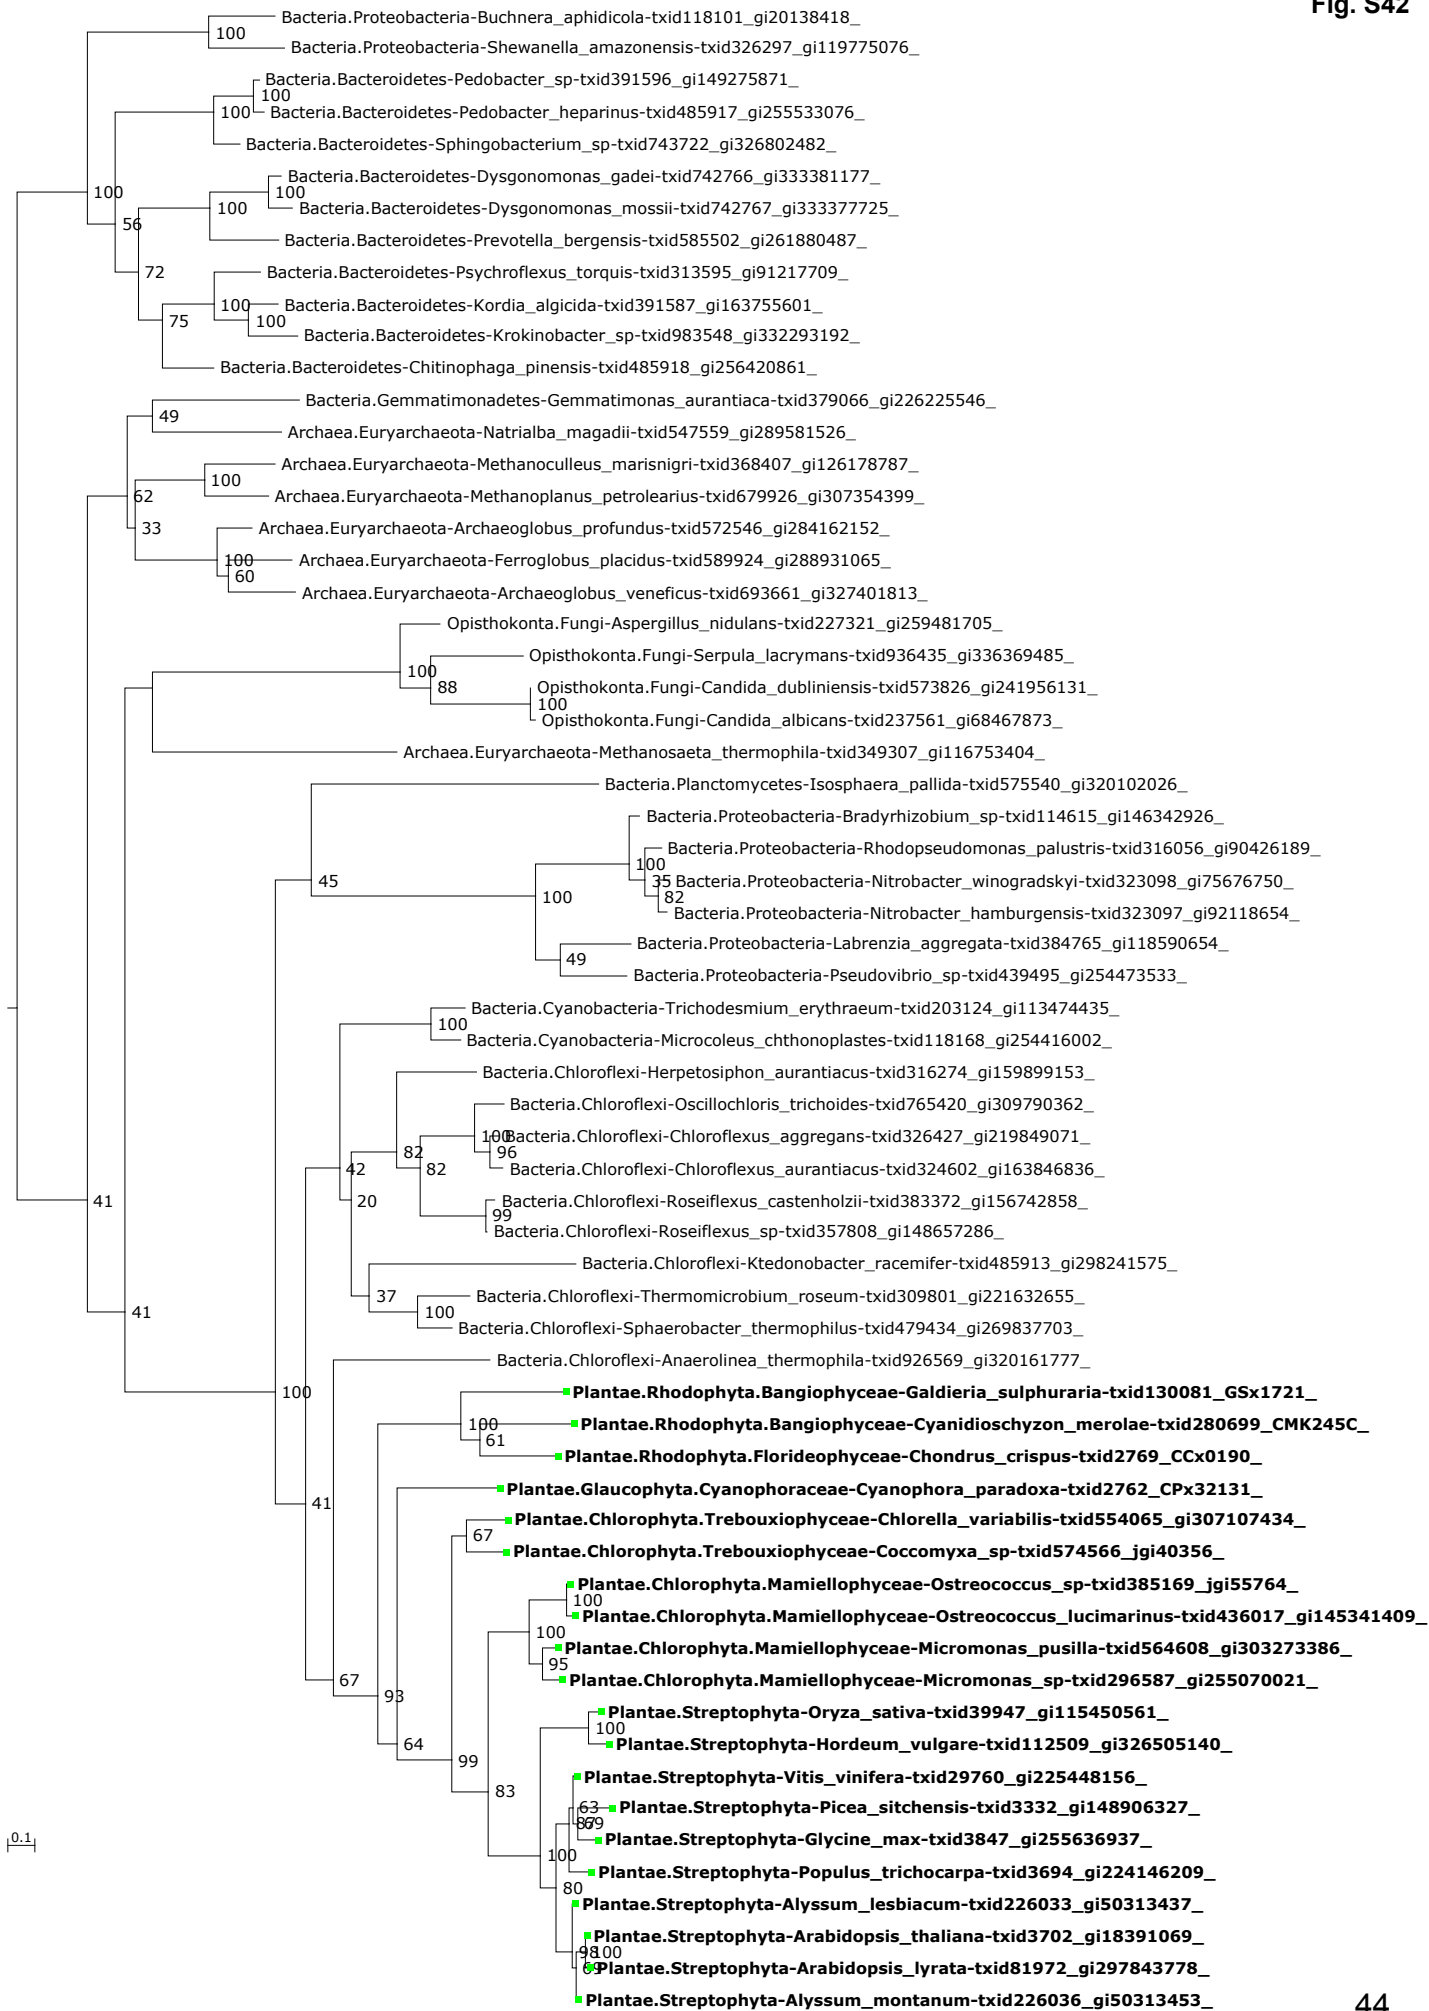 Fig. S42
Bacteria.Proteobacteria-Buchnera_aphidicola-txid118101_gi20138418_
100
Bacteria.Proteobacteria-Shewanella_amazonensis-txid326297_gi119775076_
Bacteria.Bacteroidetes-Pedobacter_sp-txid391596_gi149275871_
100
100
Bacteria.Bacteroidetes-Pedobacter_heparinus-txid485917_gi255533076_
Bacteria.Bacteroidetes-Sphingobacterium_sp-txid743722_gi326802482_
Bacteria.Bacteroidetes-Dysgonomonas_gadei-txid742766_gi333381177_
100
100
100
Bacteria.Bacteroidetes-Dysgonomonas_mossii-txid742767_gi333377725_
56
Bacteria.Bacteroidetes-Prevotella_bergensis-txid585502_gi261880487_
72
Bacteria.Bacteroidetes-Psychroflexus_torquis-txid313595_gi91217709_
100
Bacteria.Bacteroidetes-Kordia_algicida-txid391587_gi163755601_
75
100
Bacteria.Bacteroidetes-Krokinobacter_sp-txid983548_gi332293192_
Bacteria.Bacteroidetes-Chitinophaga_pinensis-txid485918_gi256420861_
Bacteria.Gemmatimonadetes-Gemmatimonas_aurantiaca-txid379066_gi226225546_
49
Archaea.Euryarchaeota-Natrialba_magadii-txid547559_gi289581526_
Archaea.Euryarchaeota-Methanoculleus_marisnigri-txid368407_gi126178787_
100
62
Archaea.Euryarchaeota-Methanoplanus_petrolearius-txid679926_gi307354399_
33
Archaea.Euryarchaeota-Archaeoglobus_profundus-txid572546_gi284162152_
100
Archaea.Euryarchaeota-Ferroglobus_placidus-txid589924_gi288931065_
60
Archaea.Euryarchaeota-Archaeoglobus_veneficus-txid693661_gi327401813_
Opisthokonta.Fungi-Aspergillus_nidulans-txid227321_gi259481705_
Opisthokonta.Fungi-Serpula_lacrymans-txid936435_gi336369485_
100
88
Opisthokonta.Fungi-Candida_dubliniensis-txid573826_gi241956131_
100
Opisthokonta.Fungi-Candida_albicans-txid237561_gi68467873_
Archaea.Euryarchaeota-Methanosaeta_thermophila-txid349307_gi116753404_
Bacteria.Planctomycetes-Isosphaera_pallida-txid575540_gi320102026_
Bacteria.Proteobacteria-Bradyrhizobium_sp-txid114615_gi146342926_
Bacteria.Proteobacteria-Rhodopseudomonas_palustris-txid316056_gi90426189_
100
45
35
Bacteria.Proteobacteria-Nitrobacter_winogradskyi-txid323098_gi75676750_
100
82
Bacteria.Proteobacteria-Nitrobacter_hamburgensis-txid323097_gi92118654_
Bacteria.Proteobacteria-Labrenzia_aggregata-txid384765_gi118590654_
49
Bacteria.Proteobacteria-Pseudovibrio_sp-txid439495_gi254473533_
Bacteria.Cyanobacteria-Trichodesmium_erythraeum-txid203124_gi113474435_
100
Bacteria.Cyanobacteria-Microcoleus_chthonoplastes-txid118168_gi254416002_
Bacteria.Chloroflexi-Herpetosiphon_aurantiacus-txid316274_gi159899153_
Bacteria.Chloroflexi-Oscillochloris_trichoides-txid765420_gi309790362_
100
Bacteria.Chloroflexi-Chloroflexus_aggregans-txid326427_gi219849071_
82
96
42
82
Bacteria.Chloroflexi-Chloroflexus_aurantiacus-txid324602_gi163846836_
41
20
Bacteria.Chloroflexi-Roseiflexus_castenholzii-txid383372_gi156742858_
99
Bacteria.Chloroflexi-Roseiflexus_sp-txid357808_gi148657286_
Bacteria.Chloroflexi-Ktedonobacter_racemifer-txid485913_gi298241575_
37
Bacteria.Chloroflexi-Thermomicrobium_roseum-txid309801_gi221632655_
41
100
Bacteria.Chloroflexi-Sphaerobacter_thermophilus-txid479434_gi269837703_
Bacteria.Chloroflexi-Anaerolinea_thermophila-txid926569_gi320161777_
100
Plantae.Rhodophyta.Bangiophyceae-Galdieria_sulphuraria-txid130081_GSx1721_
100
Plantae.Rhodophyta.Bangiophyceae-Cyanidioschyzon_merolae-txid280699_CMK245C_
61
Plantae.Rhodophyta.Florideophyceae-Chondrus_crispus-txid2769_CCx0190_
Plantae.Glaucophyta.Cyanophoraceae-Cyanophora_paradoxa-txid2762_CPx32131_
41
Plantae.Chlorophyta.Trebouxiophyceae-Chlorella_variabilis-txid554065_gi307107434_
67
Plantae.Chlorophyta.Trebouxiophyceae-Coccomyxa_sp-txid574566_jgi40356_
Plantae.Chlorophyta.Mamiellophyceae-Ostreococcus_sp-txid385169_jgi55764_
100
Plantae.Chlorophyta.Mamiellophyceae-Ostreococcus_lucimarinus-txid436017_gi145341409_
100
Plantae.Chlorophyta.Mamiellophyceae-Micromonas_pusilla-txid564608_gi303273386_
95
67
Plantae.Chlorophyta.Mamiellophyceae-Micromonas_sp-txid296587_gi255070021_
93
Plantae.Streptophyta-Oryza_sativa-txid39947_gi115450561_
100
64
Plantae.Streptophyta-Hordeum_vulgare-txid112509_gi326505140_
99
Plantae.Streptophyta-Vitis_vinifera-txid29760_gi225448156_
83
63
Plantae.Streptophyta-Picea_sitchensis-txid3332_gi148906327_
87
69
0.1
Plantae.Streptophyta-Glycine_max-txid3847_gi255636937_
100
Plantae.Streptophyta-Populus_trichocarpa-txid3694_gi224146209_
80
Plantae.Streptophyta-Alyssum_lesbiacum-txid226033_gi50313437_
Plantae.Streptophyta-Arabidopsis_thaliana-txid3702_gi18391069_
98
100
Plantae.Streptophyta-Arabidopsis_lyrata-txid81972_gi297843778_
Plantae.Streptophyta-Alyssum_montanum-txid226036_gi50313453_
44